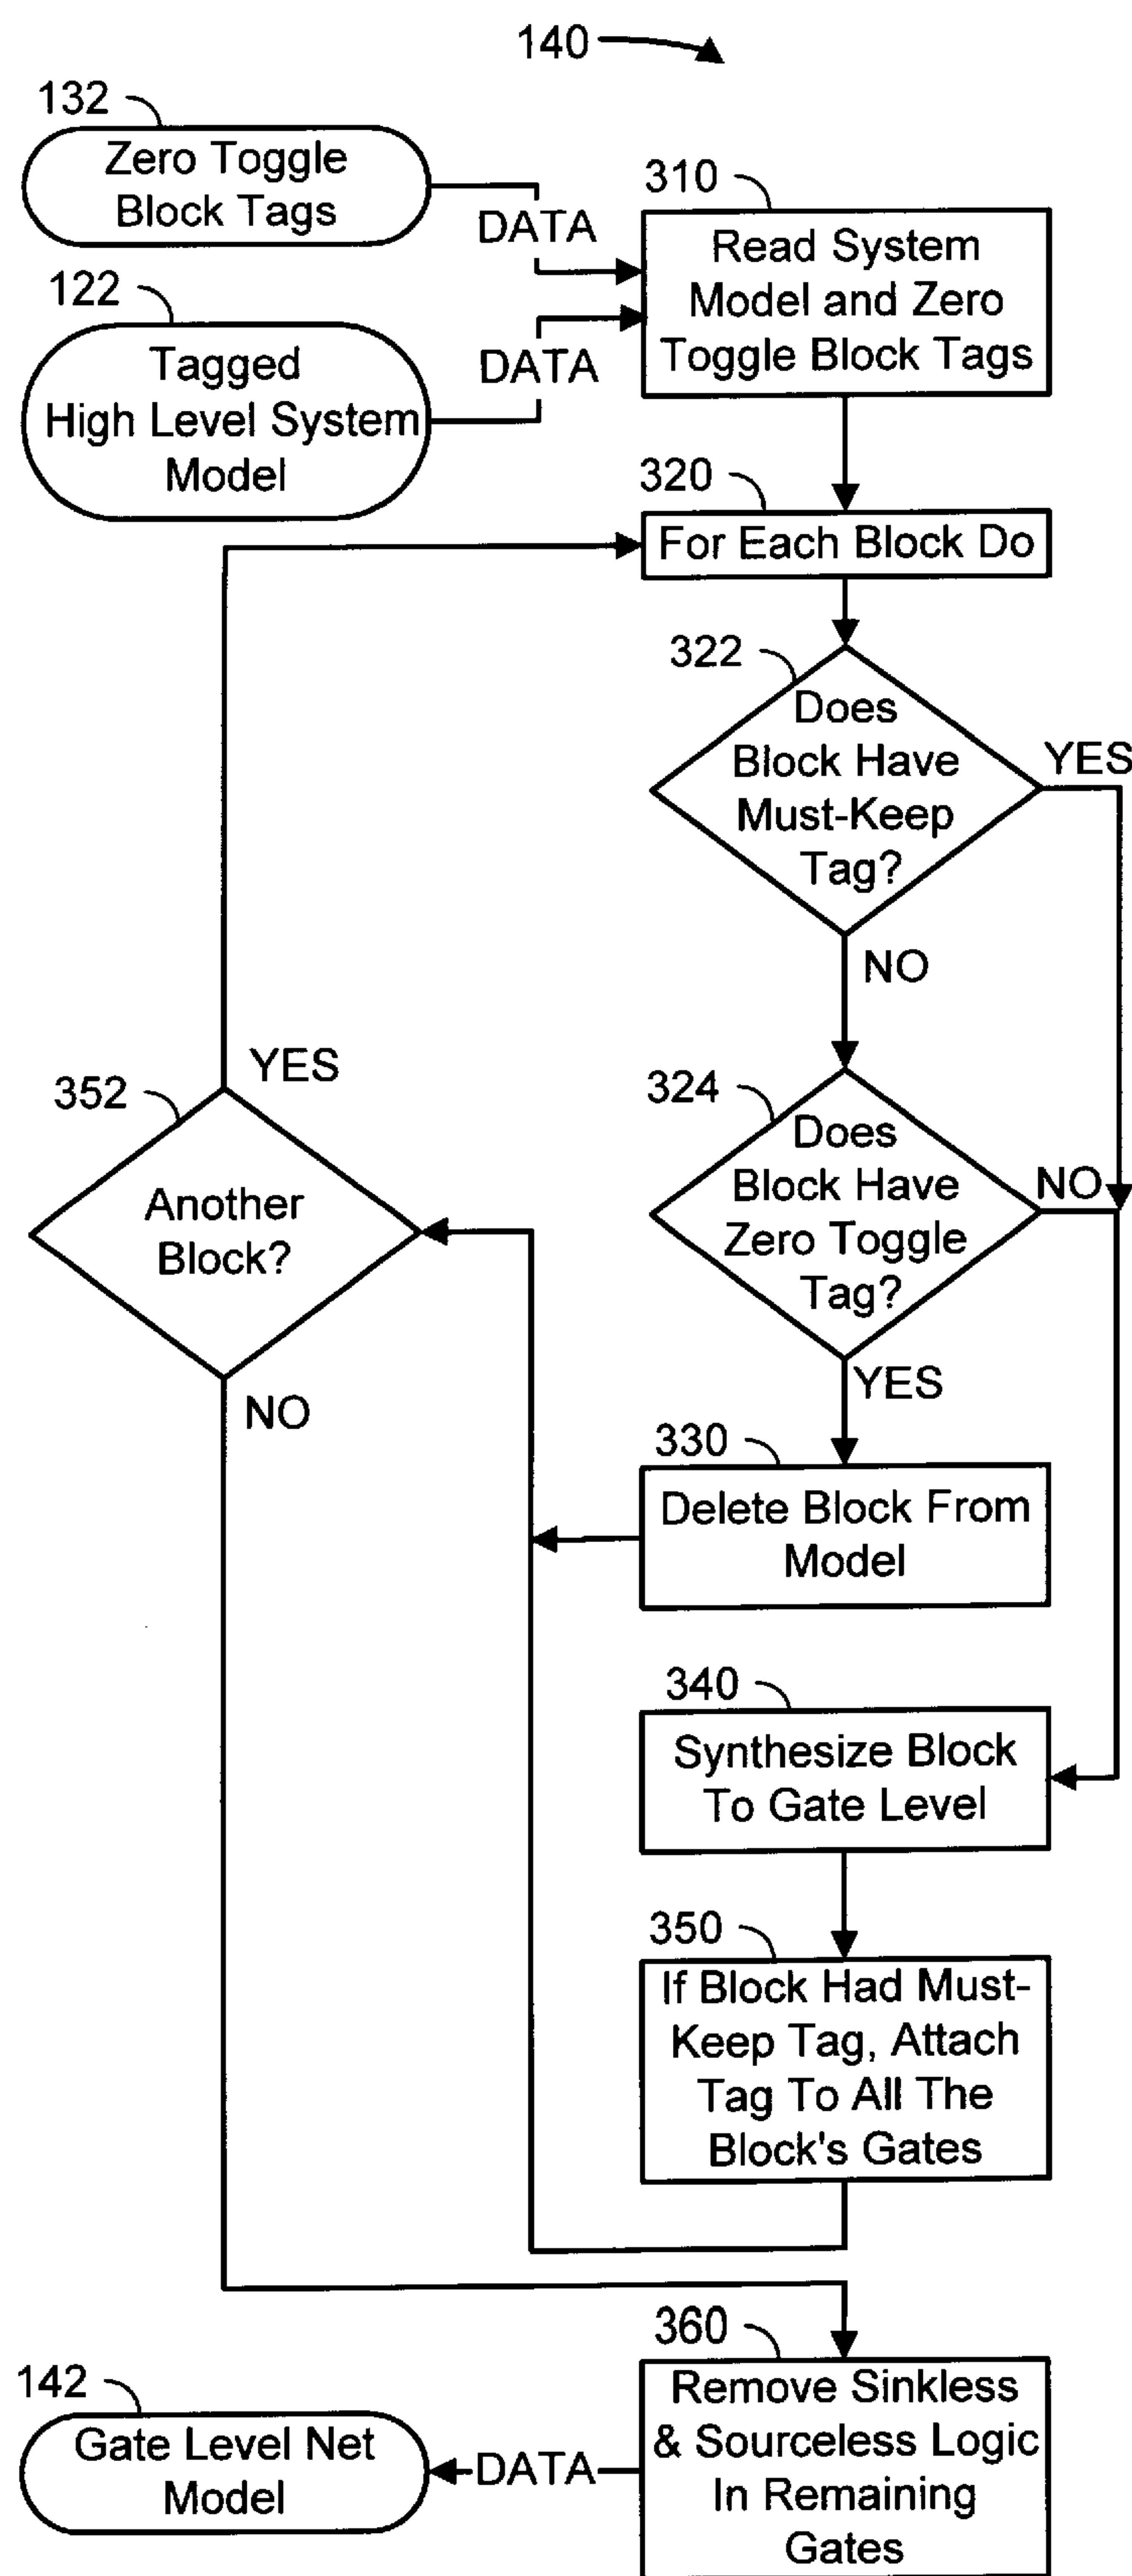 140
132
Zero Toggle
Block Tags
DATA
122
Tagged
High Level System
Model
DATA
310
Read System
Model and Zero
Toggle Block Tags
320
For Each Block Do
322
Does
Block Have
Must-Keep
Tag?
YES
NO
324
Does
Block Have
Zero Toggle
Tag?
NO
YES
352
Another
Block?
YES
NO
330
Delete Block From
Model
340
Synthesize Block
To Gate Level
350
If Block Had Must-
Keep Tag, Attach
Tag To All The
Block's Gates
360
Remove Sinkless
& Sourceless Logic
In Remaining
Gates
DATA
142
Gate Level Net
Model